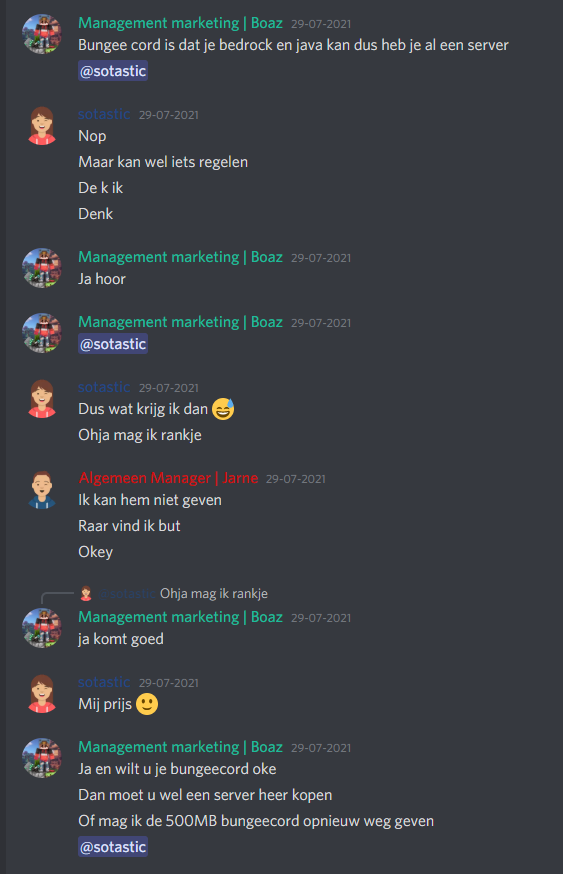 Management marketing | Boaz 29-07-2021
Bungee cord is dat je bedrock en java kan dus heb je al een server
@sotastic
sotastic 29-07-2021
Nop
Maar kan wel iets regelen
De k ik
Denk
Management marketing | Boaz 29-07-2021
Ja hoor
Management marketing | Boaz 29-07-2021
@sotastic
sotastic 29-07-2021
Dus wat krijg ik dan 😅
Ohja mag ik rankje
Algemeen Manager | Jarne 29-07-2021
Ik kan hem niet geven
Raar vind ik but
Okey
@sotastic Ohja mag ik rankje
Management marketing | Boaz 29-07-2021
ja komt goed
sotastic 29-07-2021
Mij prijs 🙂
Management marketing | Boaz 29-07-2021
Ja en wilt u je bungeecord oke
Dan moet u wel een server heer kopen
Of mag ik de 500MB bungeecord opnieuw weg geven
@sotastic